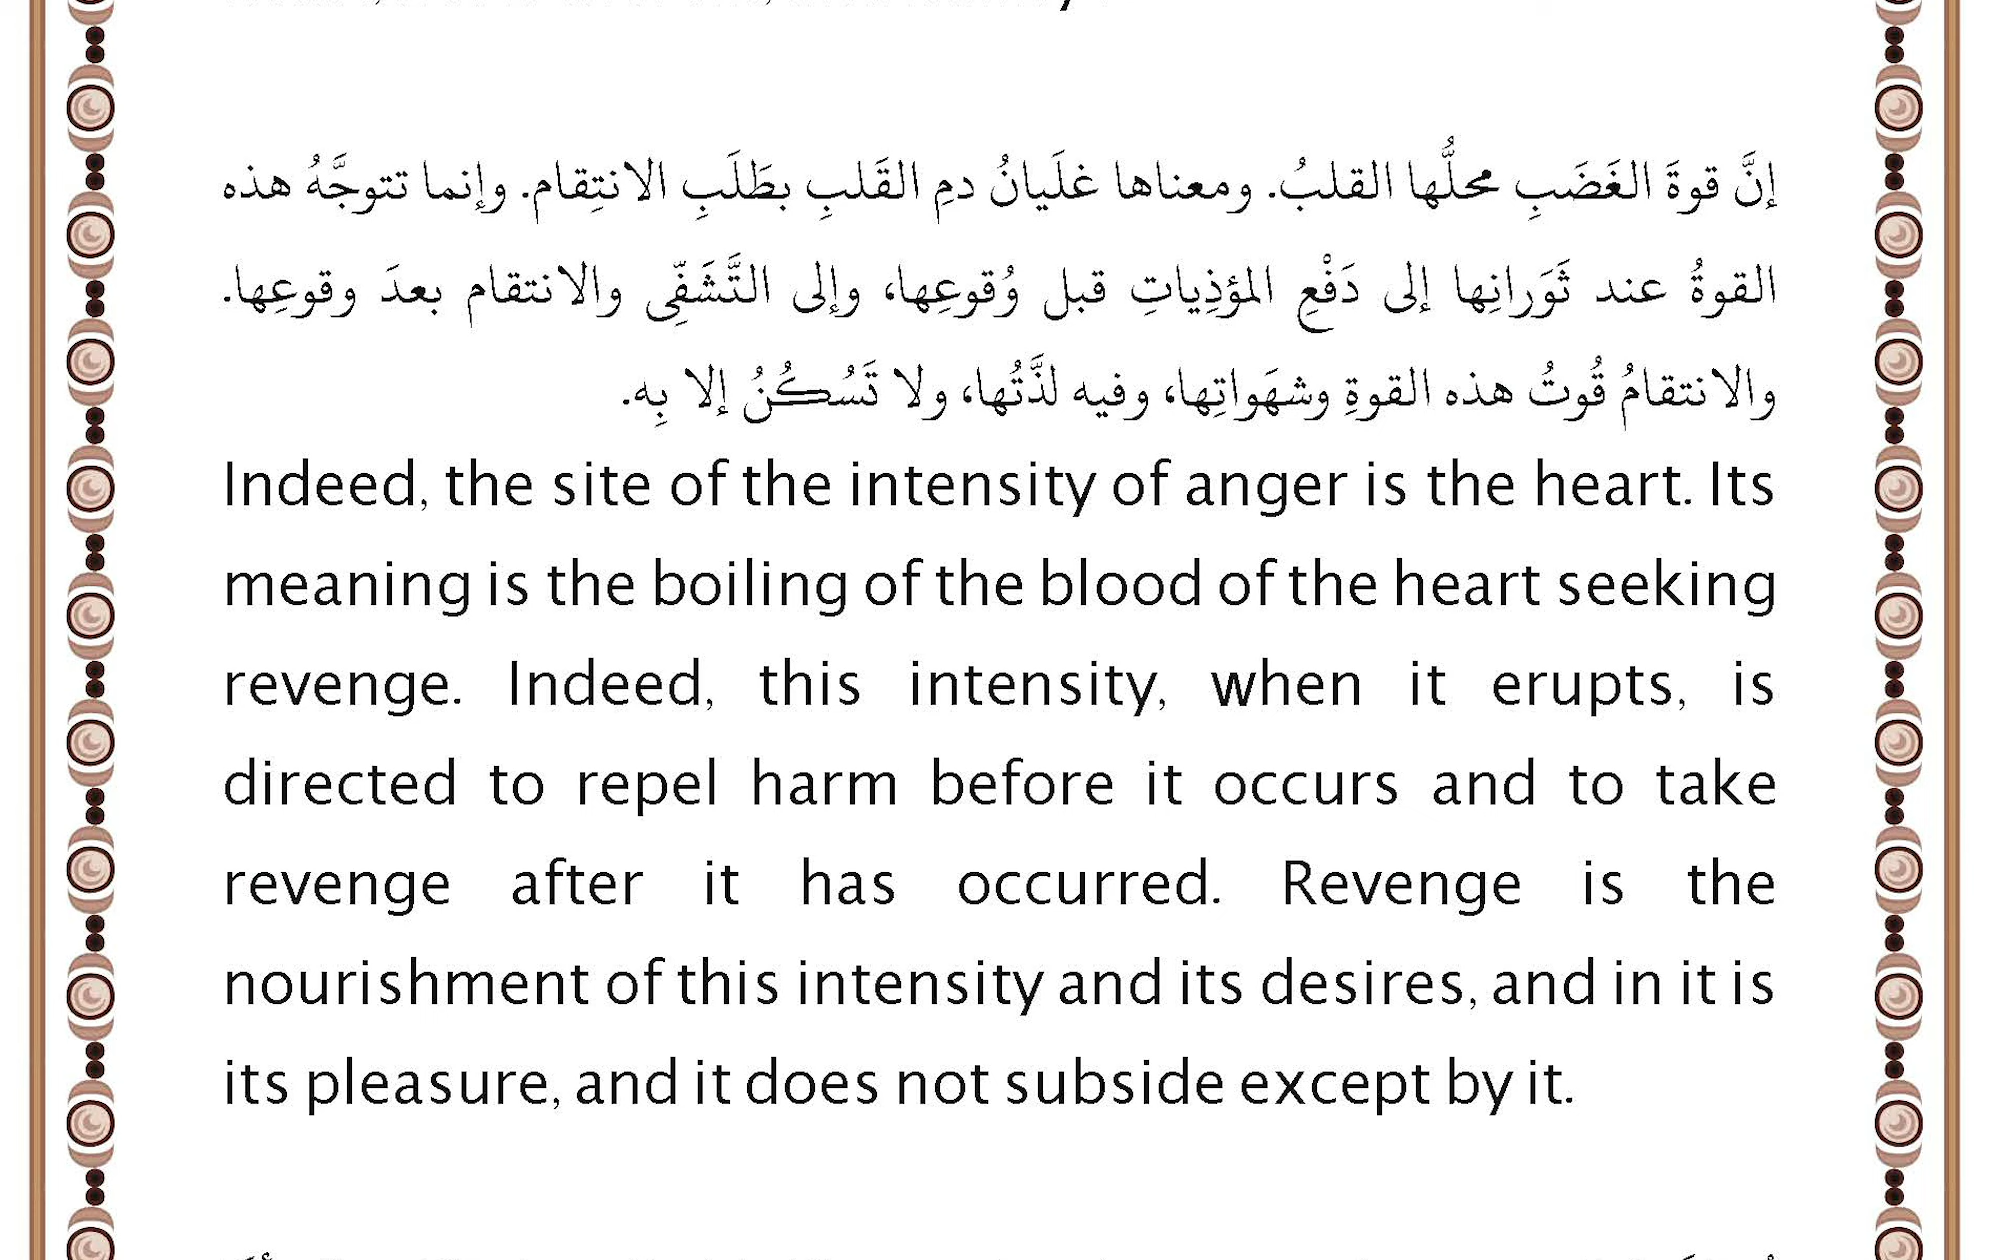 إنَّ قوةَ الغَضَبِ محلُّها القلبُ. ومعناها غلَيانُ دمِ القَلبِ بطَلَبِ الانتِقام. وإنما تتوجَّهُ هذه
القوةُ عند ثَوَرانِها إلى دَفْعِ المؤذِياتِ قبل وُقوعِها، وإلى التَّشَفِّى والانتقام بعدَ وقوعِها.
والانتقامُ قُوتُ هذه القوةِ وشهَواتِها، وفيه لذَّتُها، ولا تَسُكُنُ إلا بِه.
Indeed, the site of the intensity of anger is the heart. Its
meaning is the boiling of the blood of the heart seeking
revenge. Indeed, this intensity, when it erupts, is
directed to repel harm before it occurs and to take
revenge after it has occurred. Revenge is the
nourishment of this intensity and its desires, and in it is
its pleasure, and it does not subside except by it.